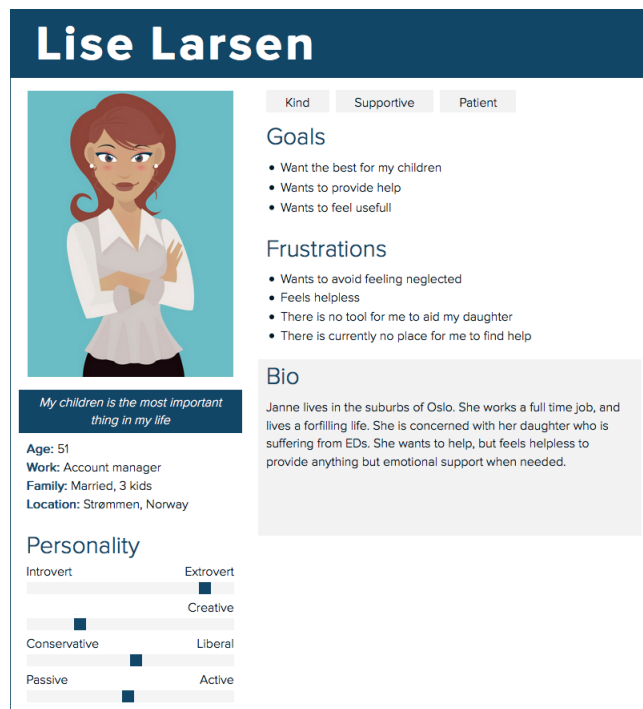 Lise Larsen
Kind
Supportive
Patient
Goals
• Want the best for my children
• Wants to provide help
• Wants to feel usefull
Frustrations
• Wants to avoid feeling neglected
• Feels helpless
• There is no tool for me to aid my daughter
• There is currently no place for me to find help
My children is the most important
thing in my life
Age: 51
Work: Account manager
Family: Married, 3 kids
Location: Strømmen, Norway
Bio
Janne lives in the suburbs of Oslo. She works a full time job, and
lives a forfilling life. She is concerned with her daughter who is
suffering from EDs. She wants to help, but feels helpless to
provide anything but emotional support when needed.
Personality
Introvert Extrovert
Creative
Conservative Liberal
Passive Active